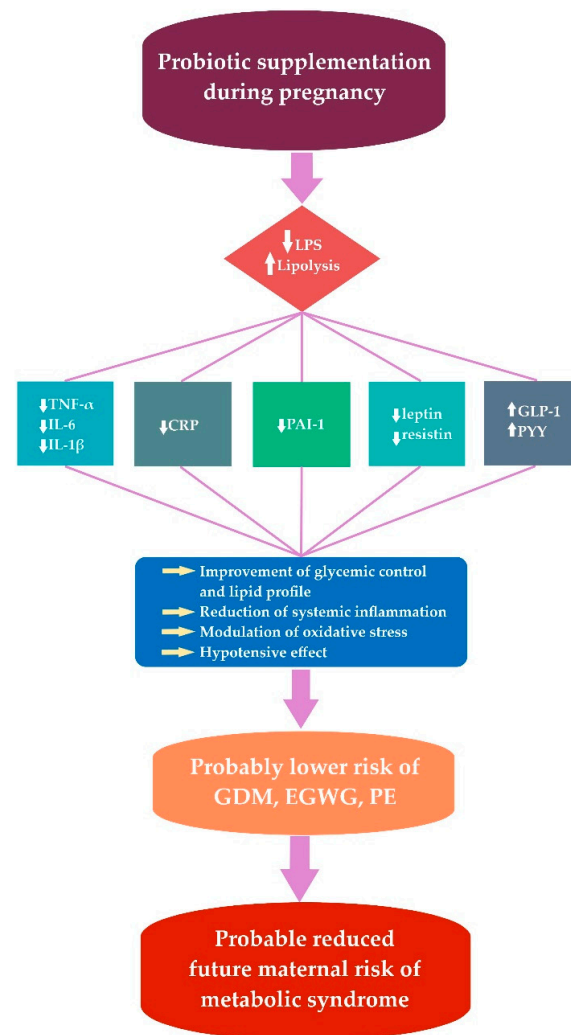 Probiotic supplementation
during pregnancy
↓LPS
↑Lipolysis
↓TNF-α
↓IL-6
↓IL-1β
↓CRP
↓PAI-1
↓leptin
↓resistin
↑GLP-1
↑PYY
Improvement of glycemic control
and lipid profile
Reduction of systemic inflammation
Modulation of oxidative stress
Hypotensive effect
Probably lower risk of
GDM, EGWG, PE
Probable reduced
future maternal risk of
metabolic syndrome